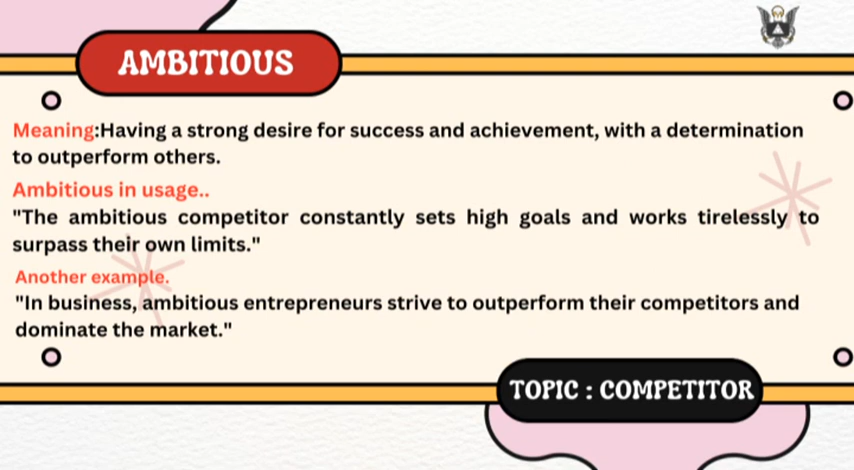 AMBITIOUS
Meaning:Having a strong desire for success and achievement, with a determination
to outperform others.
Ambitious in usage..
"The ambitious competitor constantly sets high goals and works tirelessly to
surpass their own limits."
Another example.
"In business, ambitious entrepreneurs strive to outperform their competitors and
dominate the market."
TOPIC : COMPETITOR